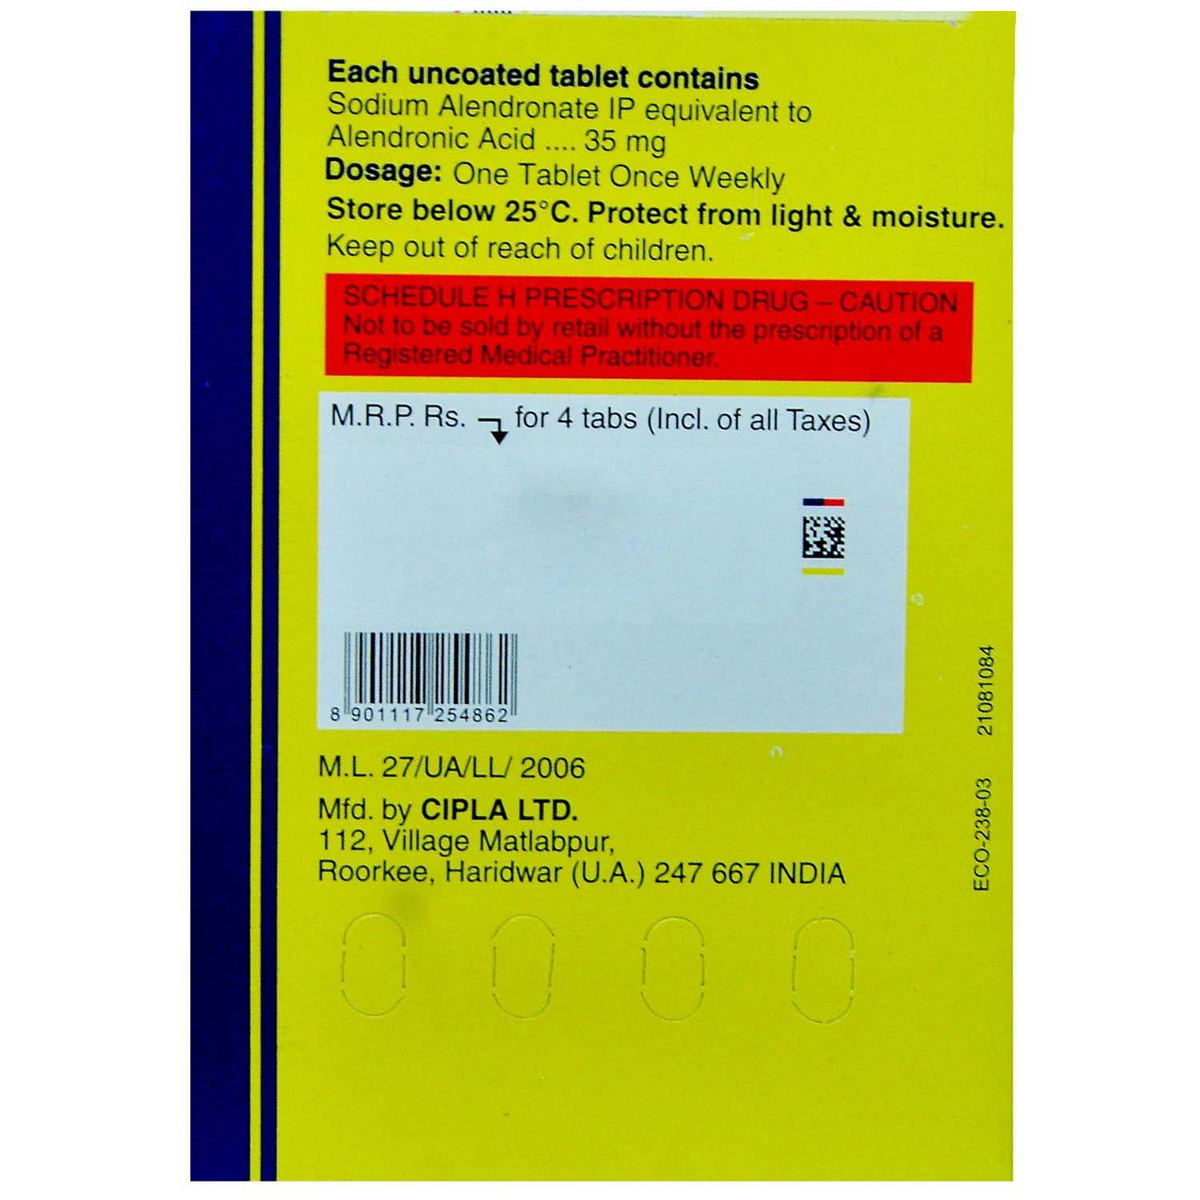 Each uncoated tablet contains
Sodium Alendronate IP equivalent to
Alendronic Acid .... 35 mg
Dosage: One Tablet Once Weekly
Store below 25°C. Protect from light & moisture.
Keep out of reach of children.
SCHEDULE H PRESCRIPTION DRUG – CAUTION
Not to be sold by retail without the prescription of a
Registered Medical Practitioner.
M.R.P. Rs. for 4 tabs (Incl. of all Taxes)
8 901117 254862
M.L. 27/UA/LL/ 2006
Mfd. by CIPLA LTD.
112, Village Matlabpur,
Roorkee, Haridwar (U.A.) 247 667 INDIA
ECO-238-03 21081084